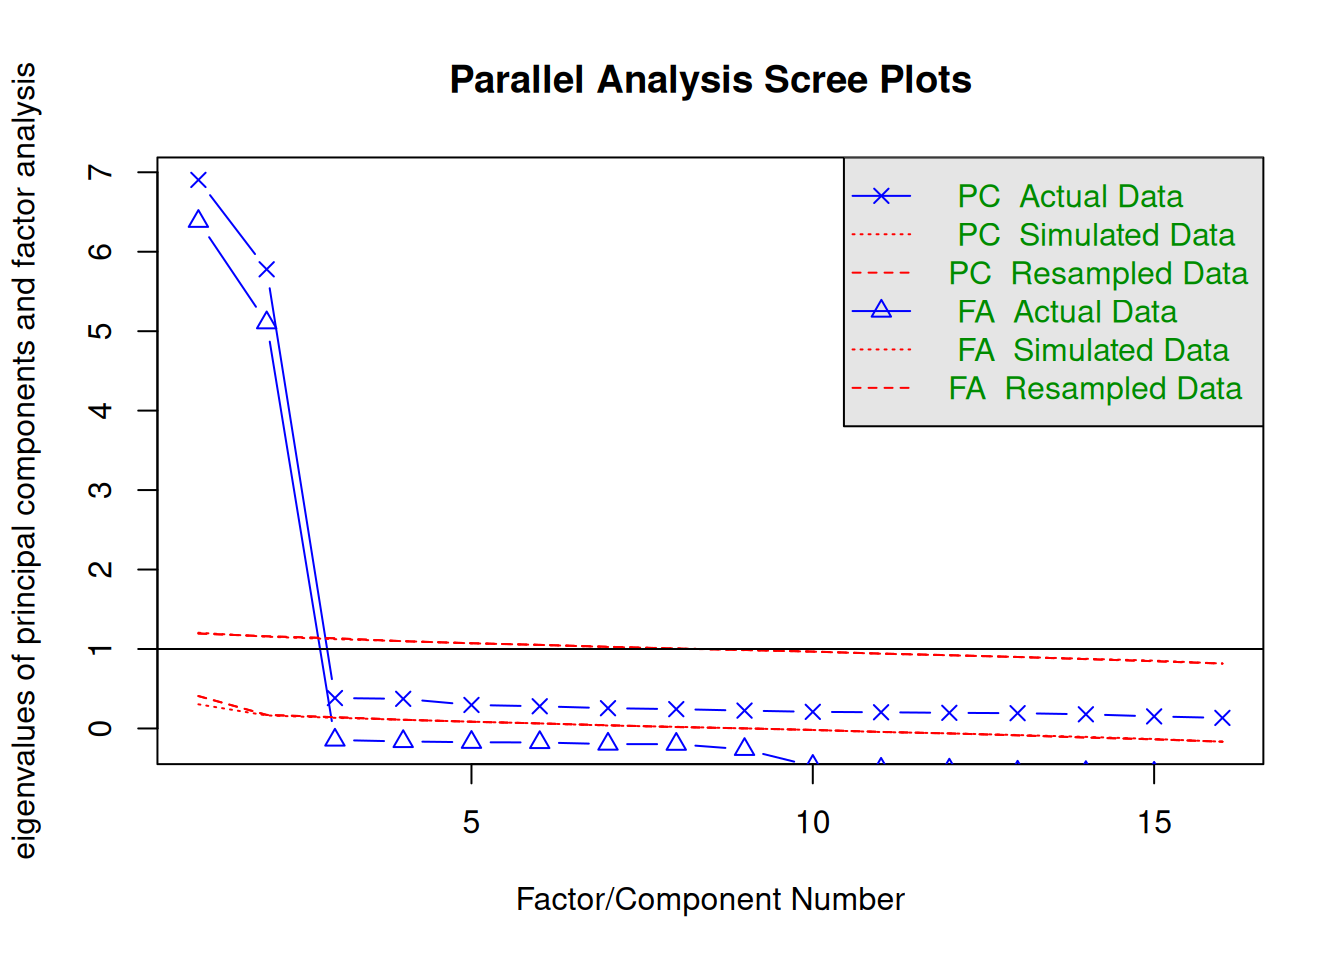 Parallel Analysis Scree Plots
eigenvalues of principal components and factor analysis
7
6
5
4
3
2
1
0
PC Actual Data
PC Simulated Data
PC Resampled Data
FA Actual Data
FA Simulated Data
FA Resampled Data
5 10 15
Factor/Component Number